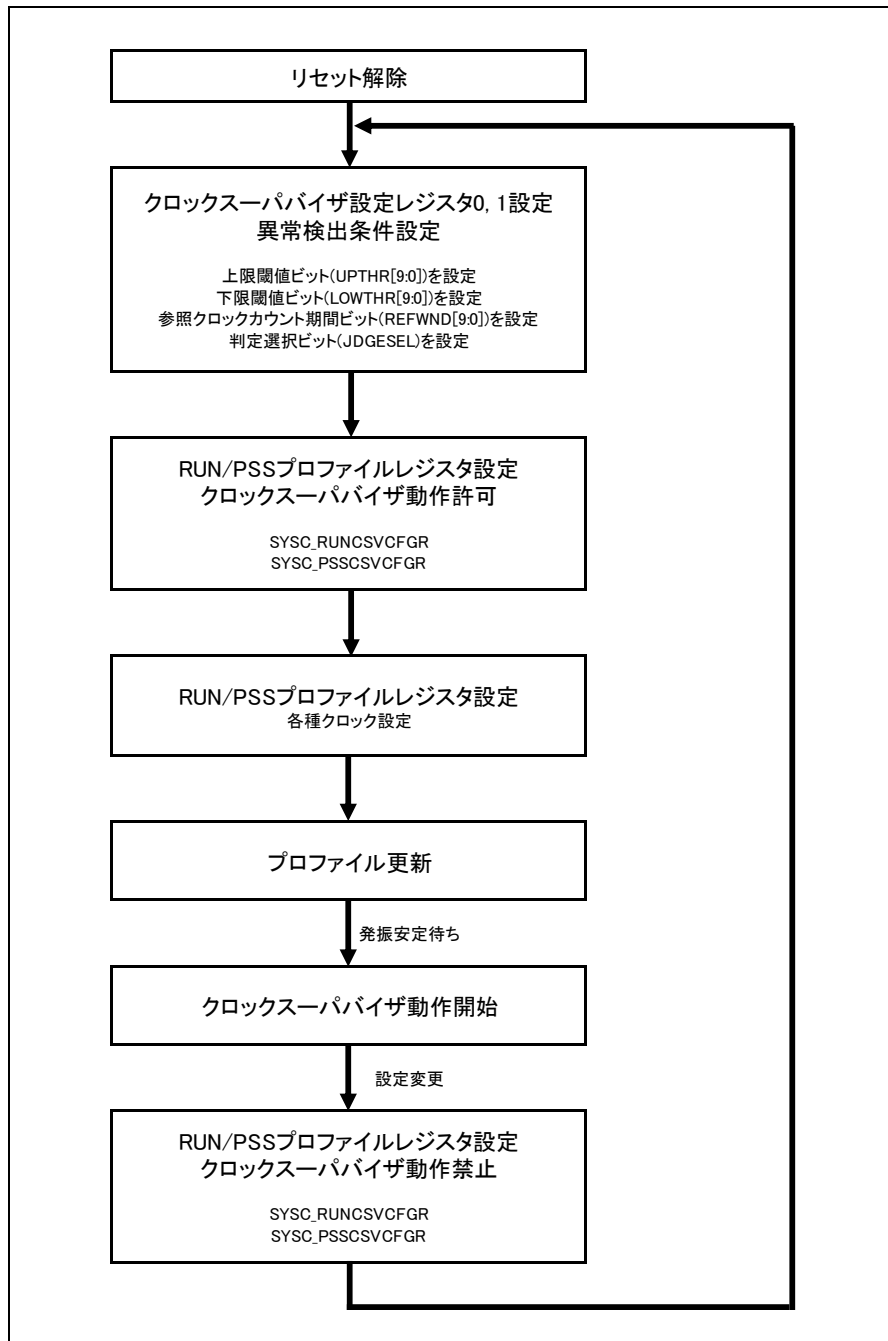 リセット解除
クロックスーパバイザ設定レジスタ0, 1設定
異常検出条件設定
上限閾値ビット(UPTHR[9:0])を設定
下限閾値ビット(LOWTHR[9:0])を設定
参照クロックカウント期間ビット(REFWND[9:0])を設定
判定選択ビット(JDGESEL)を設定
RUN/PSSプロファイルレジスタ設定
クロックスーパバイザ動作許可
SYSC_RUNCSVCFGR
SYSC_PSSCSVCFGR
RUN/PSSプロファイルレジスタ設定
各種クロック設定
プロファイル更新
発振安定待ち
クロックスーパバイザ動作開始
設定変更
RUN/PSSプロファイルレジスタ設定
クロックスーパバイザ動作禁止
SYSC_RUNCSVCFGR
SYSC_PSSCSVCFGR